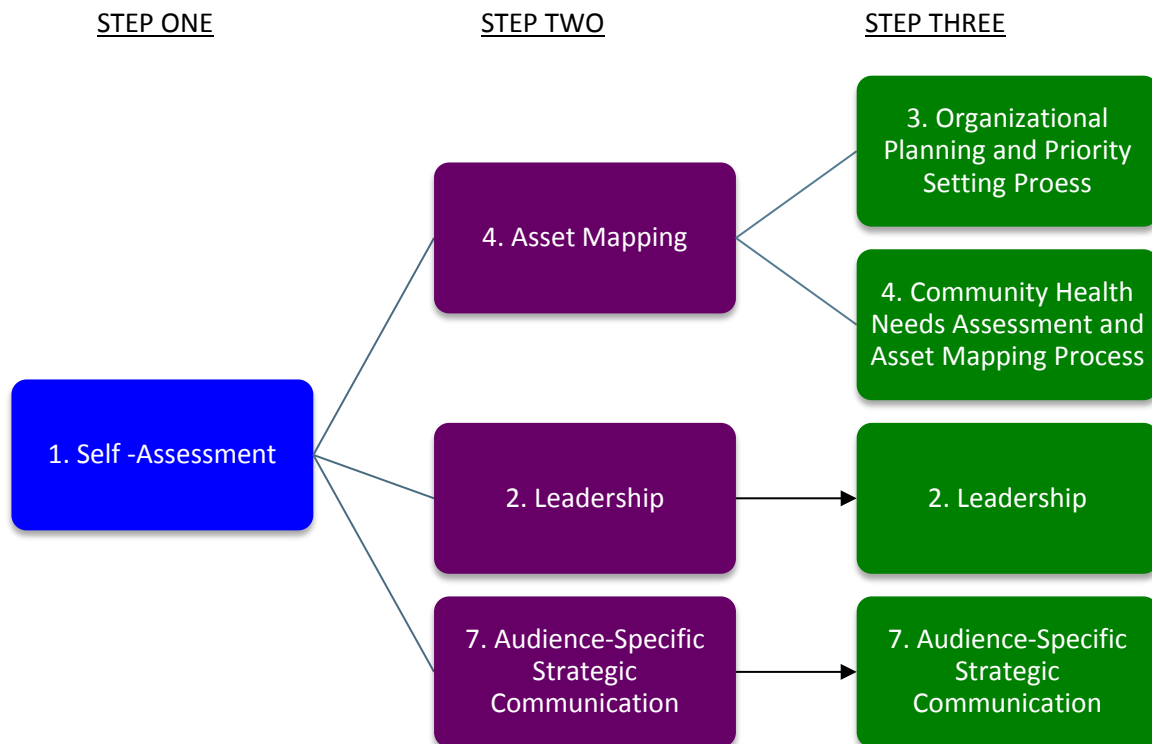 STEP ONE
STEP TWO
STEP THREE
1. Self -Assessment
4. Asset Mapping
2. Leadership
7. Audience-Specific
Strategic
Communication
3. Organizational
Planning and Priority
Setting Proess
4. Community Health
Needs Assessment and
Asset Mapping Process
2. Leadership
7. Audience-Specific
Strategic
Communication